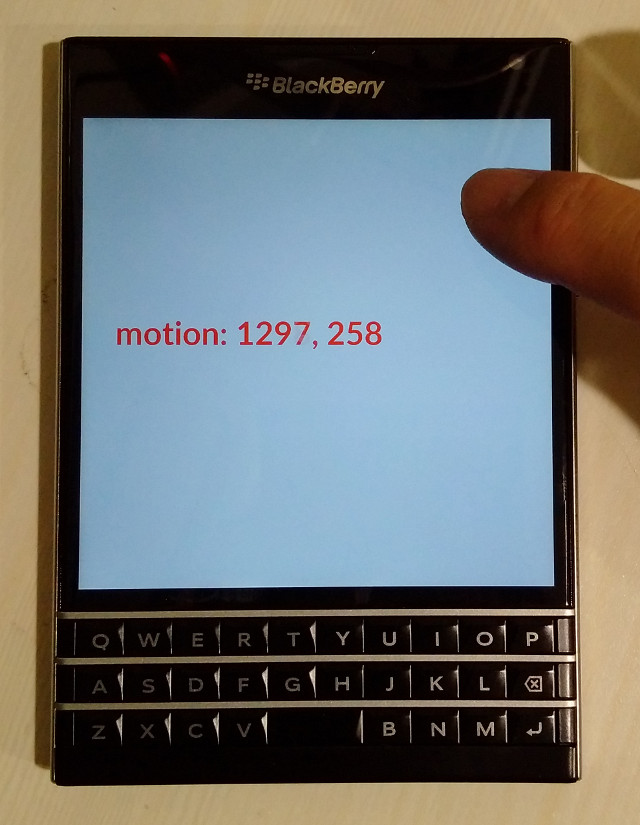 BlackBerry
motion: 1297, 258
Q W E R T Y U I O P
A S D F G H J K L
Z X C V B N M